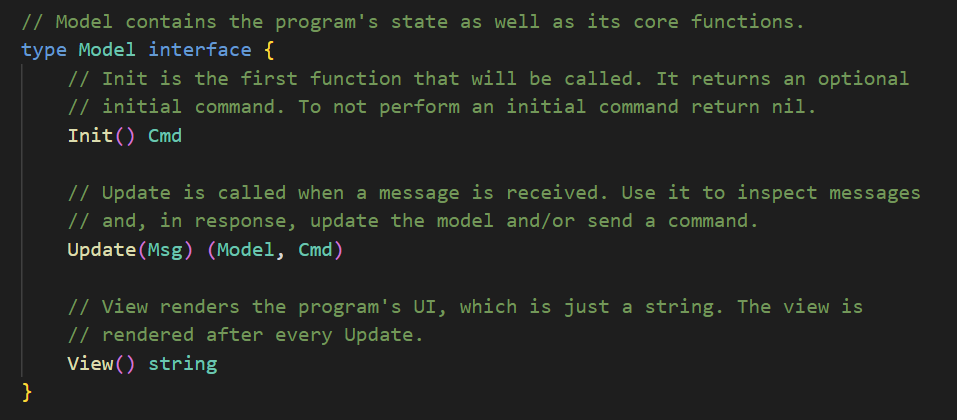 // Model contains the program's state as well as its core functions.
type Model interface {
// Init is the first function that will be called. It returns an optional
// initial command. To not perform an initial command return nil.
Init() Cmd
// Update is called when a message is received. Use it to inspect messages
// and, in response, update the model and/or send a command.
Update(Msg) (Model, Cmd)
// View renders the program's UI, which is just a string. The view is
// rendered after every Update.
View() string
}